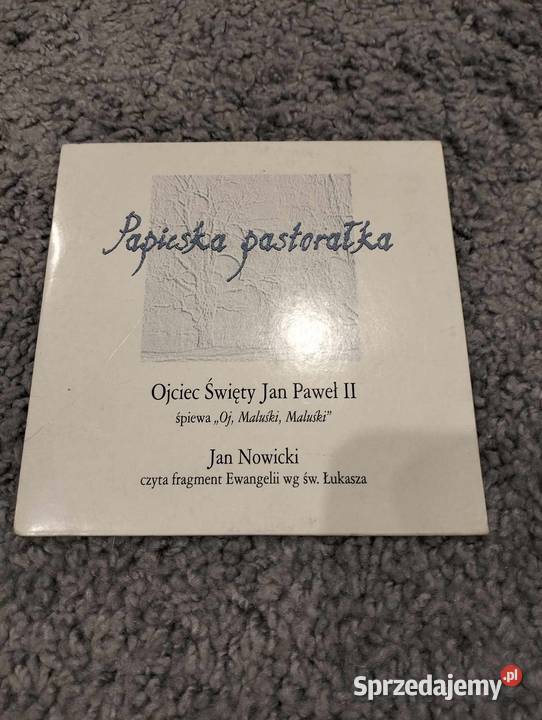 Papieska pastorałka
Ojciec Święty Jan Paweł II
śpiewa „Oj, Maluśki, Maluśki”
Jan Nowicki
czyta fragment Ewangelii wg św. Łukasza
Sprzedajemy.pl